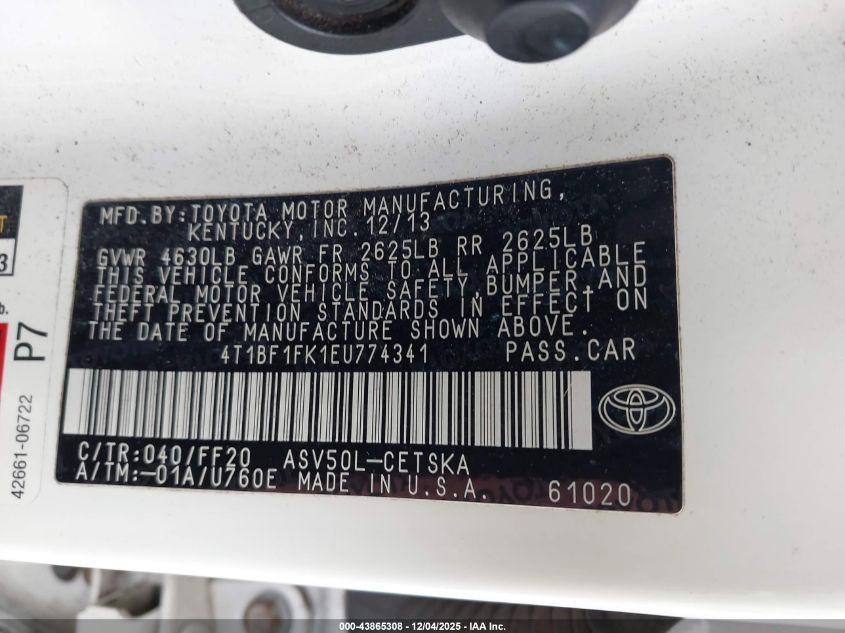 MFD.BY:TOYOTA MOTOR MANUFACTURING,
KENTUCKY, INC. 12/13
GVWR 4630LB GAWR FR 2625LB RR 2625LB
THIS VEHICLE CONFORMS TO ALL APPLICABLE
FEDERAL MOTOR VEHICLE SAFETY, BUMPER, AND
THEFT PREVENTION STANDARDS IN EFFECT ON
THE DATE OF MANUFACTURE SHOWN ABOVE.
4T1BF1FK1EU774341 PASS.CAR
C/TR:040/FF20 ASV50L-CETSKA
A/TM:-01A/U760E MADE IN U.S.A. 61020
P7
42661-06722
000-43865308 - 12/04/2025 - IAA Inc.